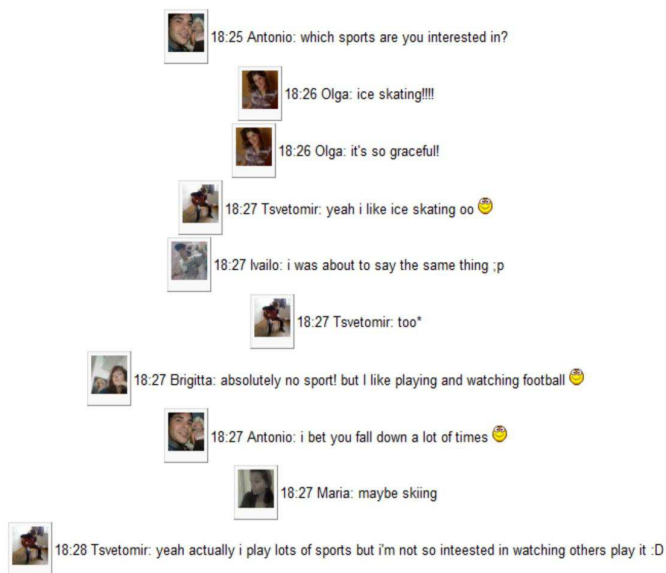 18:25 Antonio: which sports are you interested in?
18:26 Olga: ice skating!!!!
18:26 Olga: it's so graceful!
18:27 Tsvetomir: yeah i like ice skating oo
18:27 Ivailo: i was about to say the same thing ;p
18:27 Tsvetomir: too*
18:27 Brigitta: absolutely no sport! but I like playing and watching football
18:27 Antonio: i bet you fall down a lot of times
18:27 Maria: maybe skiing
18:28 Tsvetomir: yeah actually i play lots of sports but i'm not so inteested in watching others play it :D